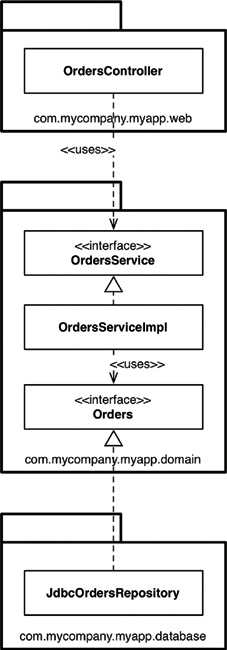 OrdersController
com.mycompany.myapp.web
<<uses>>
<<interface>>
OrdersService
OrdersServiceImpl
<<uses>>
<<interface>>
Orders
com.mycompany.myapp.domain
JdbcOrdersRepository
com.mycompany.myapp.database